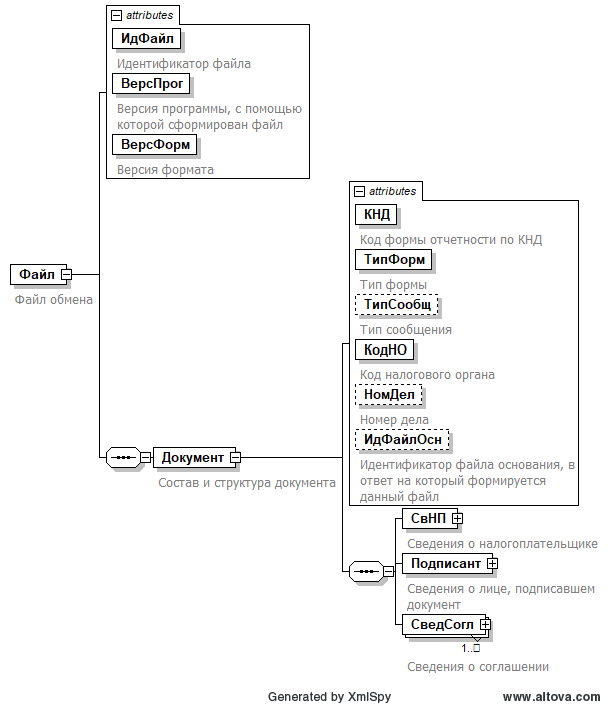 attributes
ИдФайл
Идентификатор файла
ВерсПрог
Версия программы, с помощью
которой сформирован файл
ВерсФорм
Версия формата
Файл
Файл обмена
Документ
Состав и структура документа
attributes
КНД
Код формы отчетности по КНД
ТипФорм
Тип формы
ТипСообщ
Тип сообщения
КодНО
Код налогового органа
НомДел
Номер дела
ИдФайлОсн
Идентификатор файла основания, в
ответ на который формируется
данный файл
СвНП
Сведения о налогоплательщике
Подписант
Сведения о лице, подписавшем
документ
СведСогл
1..
Сведения о соглашении
Generated by XmlSpy
www.altova.com